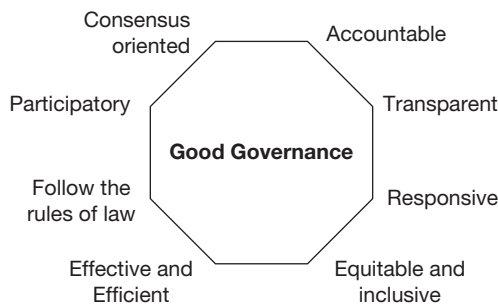 Consensus
oriented
Accountable
Participatory
Transparent
Good Governance
Follow the
rules of law
Responsive
Effective and
Efficient
Equitable and
inclusive